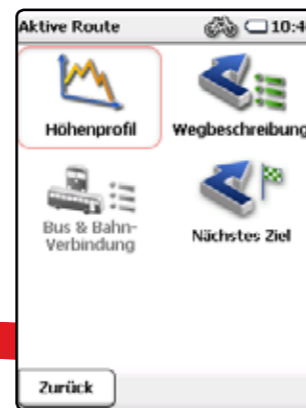 Aktive Route 10:4
Höhenprofil Wegbeschreibung
Bus & Bahn-
Verbindung
Nächstes Ziel
Zurück